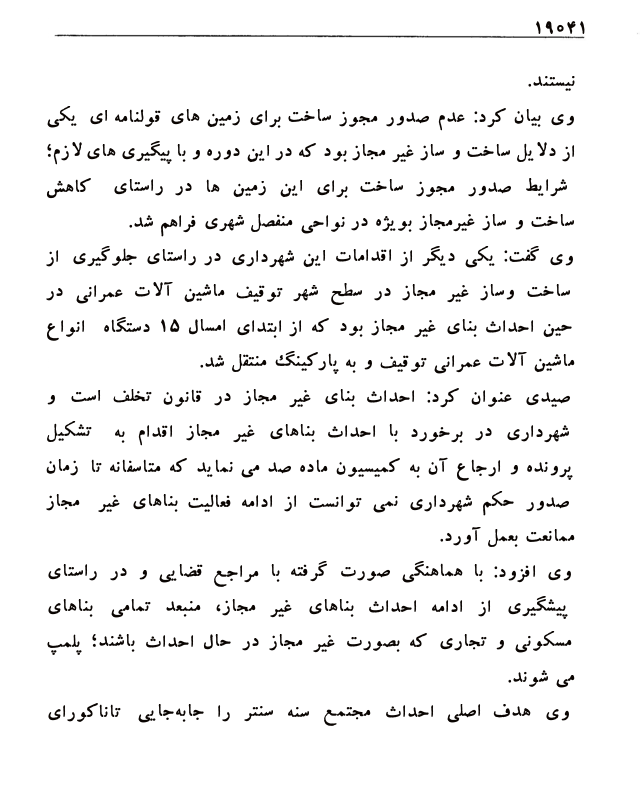 ۱۹۰۴۱
نیستند.
وی بیان کرد: عدم صدور مجوز ساخت برای زمین های قولنامه ای یکی
از دلایل ساخت و ساز غیر مجاز بود که در این دوره و با پیگیری های لازم؛
شرایط صدور مجوز ساخت برای این زمین ها در راستای کاهش
ساخت و ساز غیرمجاز بویژه در نواحی منفصل شهری فراهم شد.
وی گفت: یکی دیگر از اقدامات این شهرداری در راستای جلوگیری از
ساخت وساز غیر مجاز در سطح شهر توقیف ماشین آلات عمرانی در
حین احداث بنای غیر مجاز بود که از ابتدای امسال ۱۵ دستگاه انواع
ماشین آلات عمرانی توقیف و به پارکینگ منتقل شد.
صیدی عنوان کرد: احداث بنای غیر مجاز در قانون تخلف است و
شهرداری در برخورد با احداث بناهای غیر مجاز اقدام به تشکیل
پرونده و ارجاع آن به کمیسیون ماده صد می نماید که متاسفانه تا زمان
صدور حکم شهرداری نمی توانست از ادامه فعالیت بناهای غیر مجاز
ممانعت بعمل آورد.
وی افزود: با هماهنگی صورت گرفته با مراجع قضایی و در راستای
پیشگیری از ادامه احداث بناهای غیر مجاز، منبعد تمامی بناهای
مسکونی و تجاری که بصورت غیر مجاز در حال احداث باشند؛ پلمپ
می شوند.
وی هدف اصلی احداث مجتمع سنه سنتر را جابه‌جایی تاناکورای